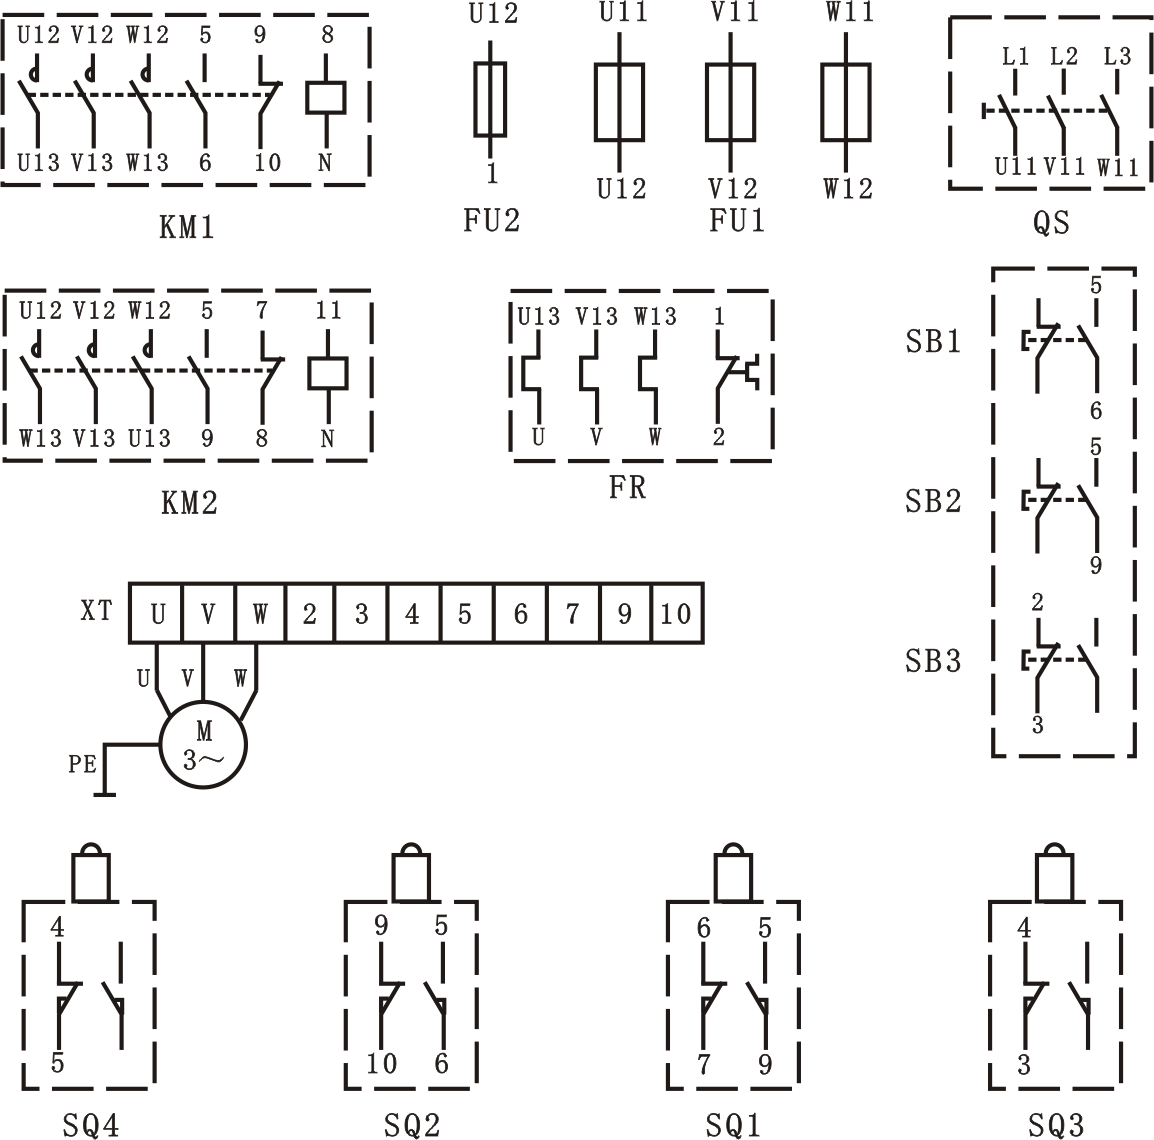 U12 V12 W12 5 9 8
U13 V13 W13 6 10 N
KM1
U12
1
FU2
U11 V11 W11
U12 V12 W12
FU1
L1 L2 L3
U11 V11 W11
QS
U12 V12 W12 5 7 11
W13 V13 U13 9 8 N
KM2
U13 V13 W13 1
U V W 2
FR
5
SB1
6
5
SB2
9
2
SB3
3
XT U V W 2 3 4 5 6 7 9 10
U V W
M
3～
PE
4
5
SQ4
9 5
10 6
SQ2
6 5
7 9
SQ1
4
3
SQ3